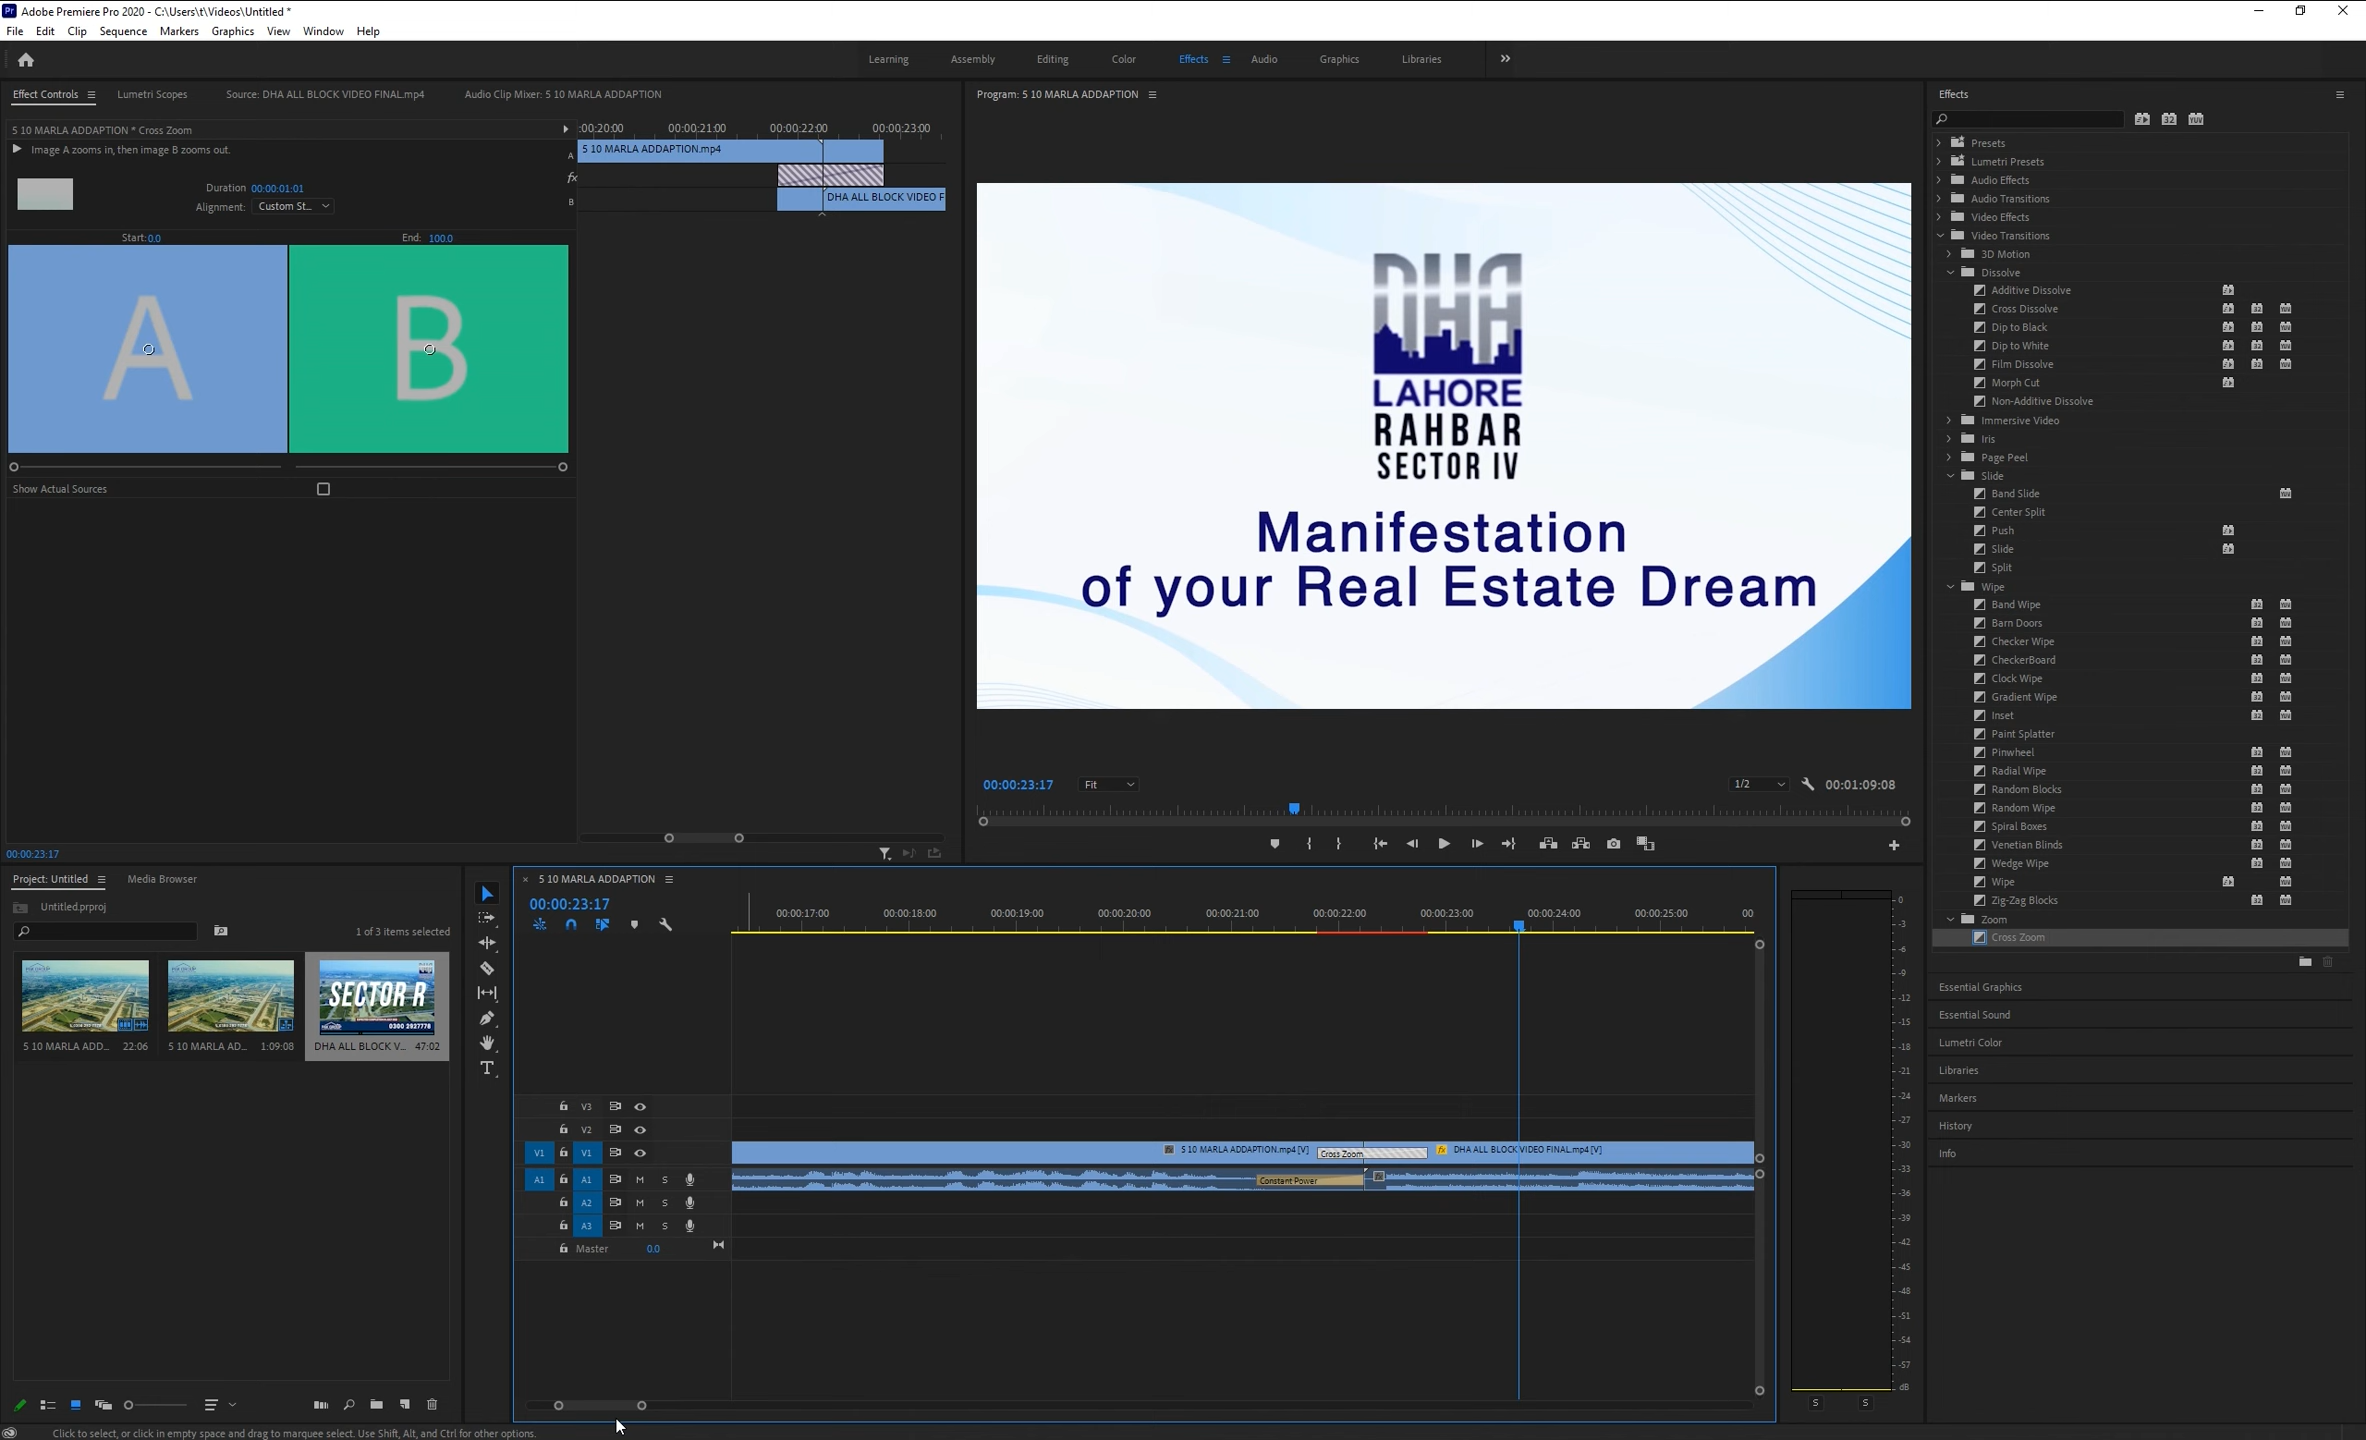 Pr Adobe Premiere Pro 2020 - C:\Users\t\Videos\Untitled *
File Edit Clip Sequence Markers Graphics View Window Help
Learning Assembly Editing Color Effects Audio Graphics Libraries
Effect Controls Lumetri Scopes Source: DHA ALL BLOCK VIDEO FINAL.mp4 Audio Clip Mixer: 5 10 MARLA ADDAPTION
5 10 MARLA ADDAPTION * Cross Zoom
:00:20:00 00:00:21:00 00:00:22:00 00:00:23:00
Image A zooms in, then image B zooms out.
A 5 10 MARLA ADDAPTION.mp4
fx
Duration 00:00:01:01
B DHA ALL BLOCK VIDEO F
Alignment: Custom St...
Start: 0.0 End: 100.0
A B
Show Actual Sources
00:00:23:17
Program: 5 10 MARLA ADDAPTION
DHA
LAHORE
RAHBAR
SECTOR IV
Manifestation
of your Real Estate Dream
00:00:23:17 Fit 1/2 00:01:09:08
Effects
Presets
Lumetri Presets
Audio Effects
Audio Transitions
Video Effects
Video Transitions
3D Motion
Dissolve
Additive Dissolve
Cross Dissolve
Dip to Black
Dip to White
Film Dissolve
Morph Cut
Non-Additive Dissolve
Immersive Video
Iris
Page Peel
Slide
Band Slide
Center Split
Push
Slide
Split
Wipe
Band Wipe
Barn Doors
Checker Wipe
CheckerBoard
Clock Wipe
Gradient Wipe
Inset
Paint Splatter
Pinwheel
Radial Wipe
Random Blocks
Random Wipe
Spiral Boxes
Venetian Blinds
Wedge Wipe
Wipe
Zig-Zag Blocks
Zoom
Cross Zoom
Essential Graphics
Essential Sound
Lumetri Color
Libraries
Markers
History
Info
Project: Untitled Media Browser
Untitled.prproj
1 of 3 items selected
SECTOR R
0300 2927778
5 10 MARLA ADD... 22:06 5 10 MARLA AD... 1:09:08 DHA ALL BLOCK V... 47:02
× 5 10 MARLA ADDAPTION
00:00:23:17
00:00:17:00 00:00:18:00 00:00:19:00 00:00:20:00 00:00:21:00 00:00:22:00 00:00:23:00 00:00:24:00 00:00:25:00 00
V3
V2
V1 V1 5 10 MARLA ADDAPTION.mp4 [V] Cross Zoom fx DHA ALL BLOCK VIDEO FINAL.mp4 [V]
A1 A1 M S Constant Power
A2 M S
A3 M S
Master 0.0
0
-3
-6
-9
-12
-15
-18
-21
-24
-27
-30
-33
-36
-39
-42
-45
-48
-51
-54
-57
dB
S S
Click to select, or click in empty space and drag to marquee select. Use Shift, Alt, and Ctrl for other options.